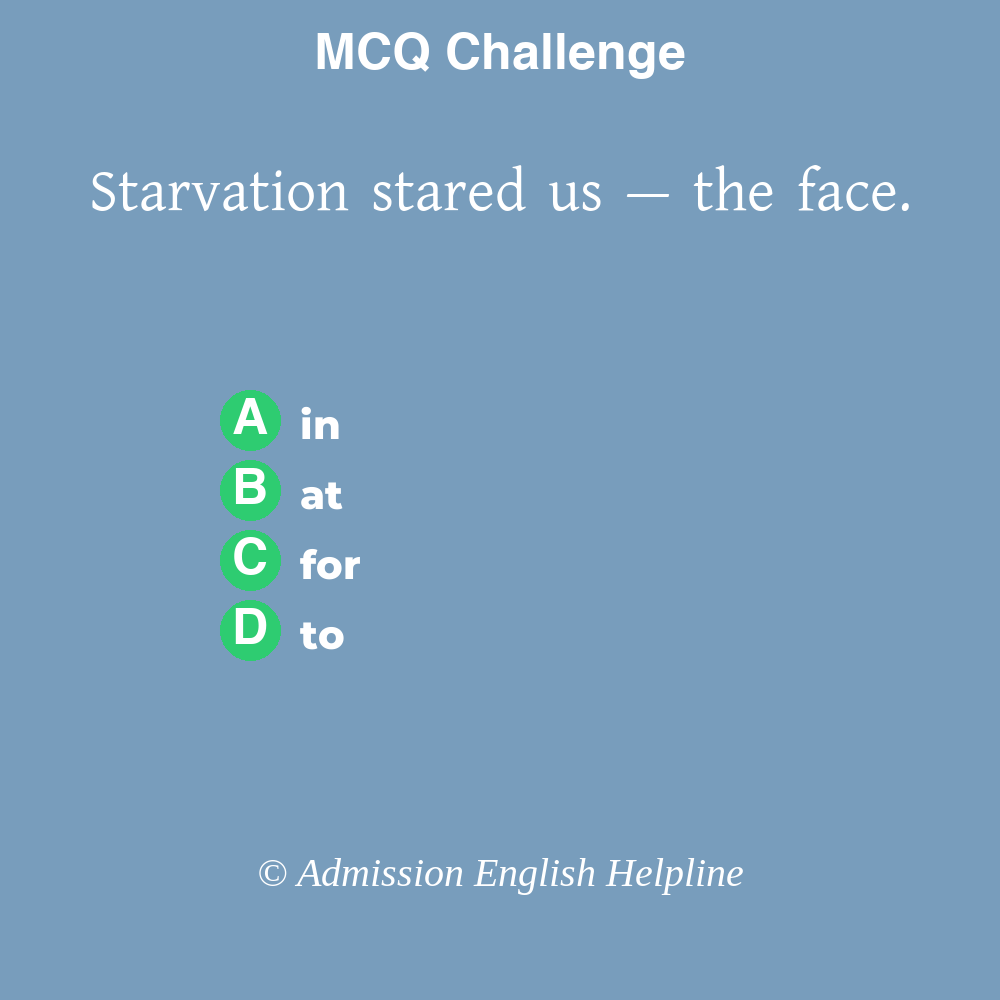 MCQ Challenge
Starvation stared us — the face.
A in
B at
C for
D to
© Admission English Helpline